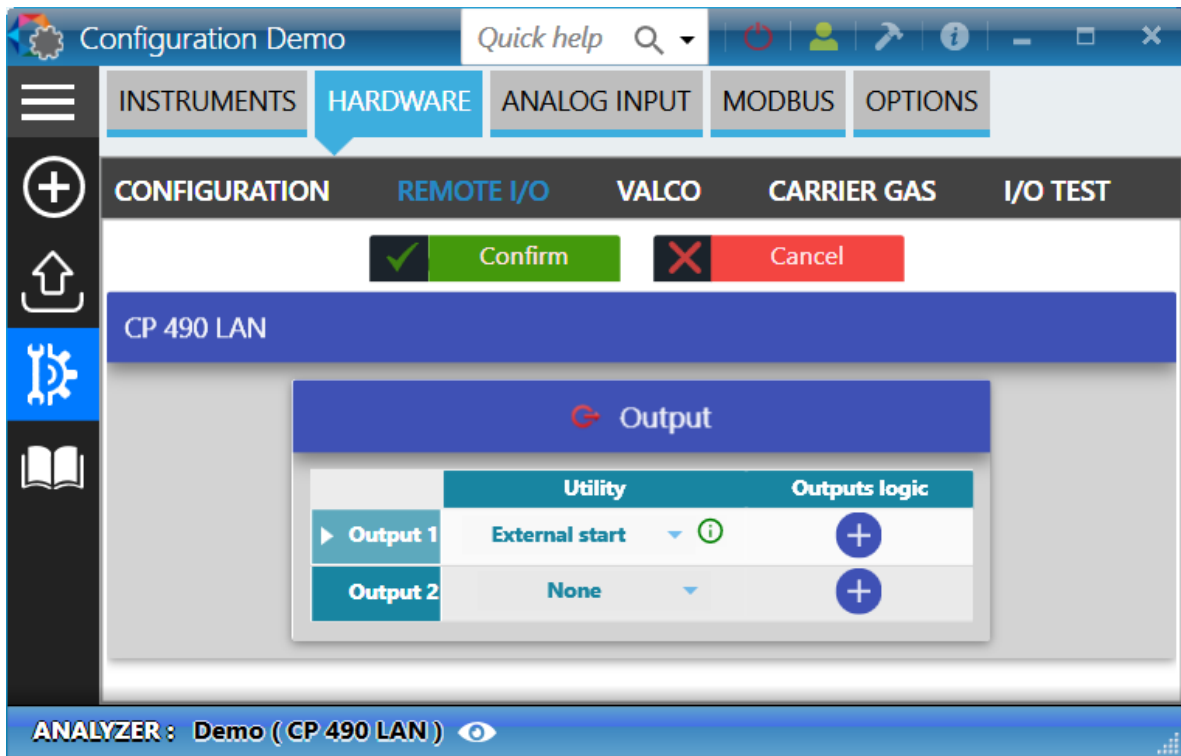 Configuration Demo Quick help
INSTRUMENTS HARDWARE ANALOG INPUT MODBUS OPTIONS
CONFIGURATION REMOTE I/O VALCO CARRIER GAS I/O TEST
Confirm Cancel
CP 490 LAN
Output
Utility Outputs logic
Output 1 External start
Output 2 None
ANALYZER : Demo ( CP 490 LAN )